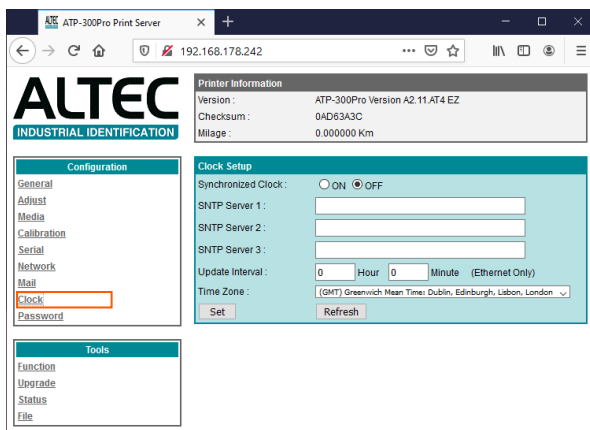 ATP-300Pro Print Server
192.168.178.242
ALTEC
INDUSTRIAL IDENTIFICATION
Printer Information
Version : ATP-300Pro Version A2.11.AT4 EZ
Checksum : 0AD63A3C
Milage : 0.000000 Km
Configuration
General
Adjust
Media
Calibration
Serial
Network
Mail
Clock
Password
Clock Setup
Synchronized Clock : ON OFF
SNTP Server 1 :
SNTP Server 2 :
SNTP Server 3 :
Update Interval : 0 Hour 0 Minute (Ethernet Only)
Time Zone : (GMT) Greenwich Mean Time: Dublin, Edinburgh, Lisbon, London
Set Refresh
Tools
Function
Upgrade
Status
File